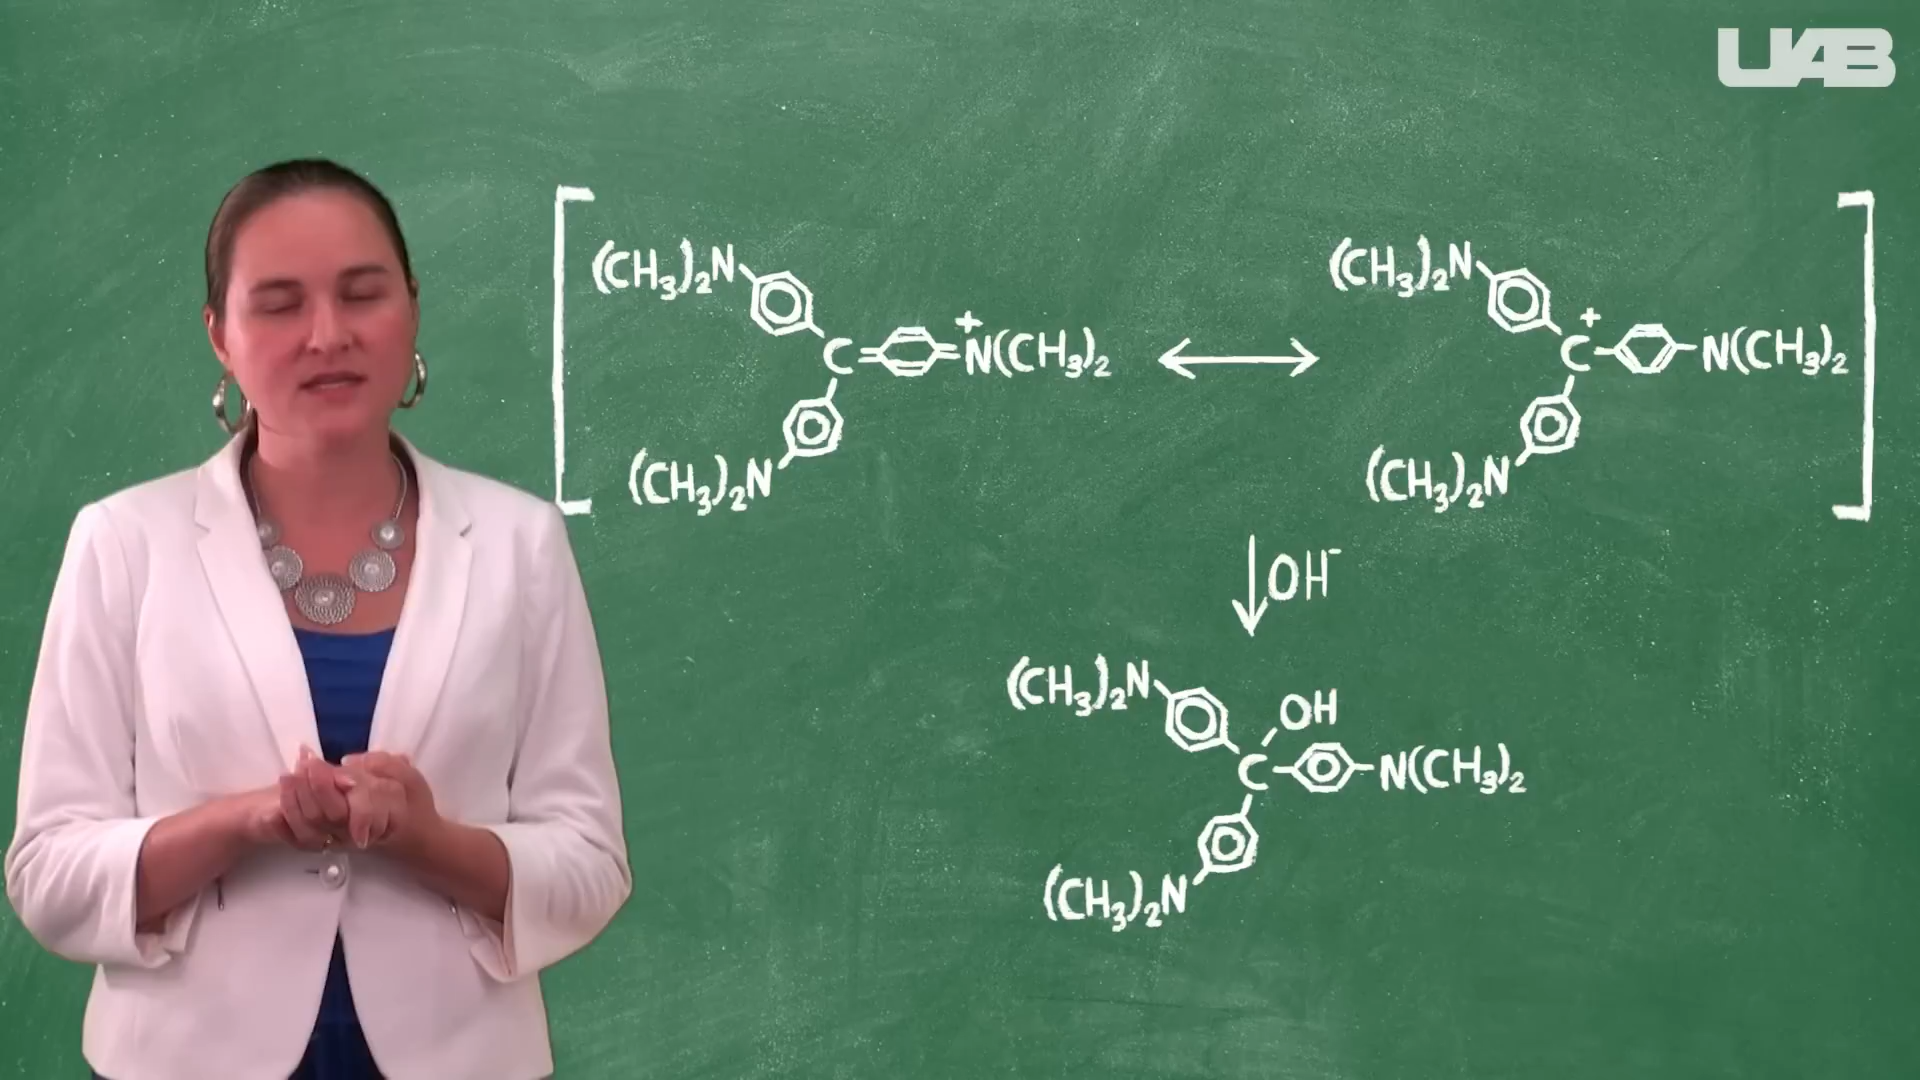 UAB
(CH₃)₂N
(CH₃)₂N
C
N⁺(CH₃)₂
C⁺
N(CH₃)₂
(CH₃)₂N
(CH₃)₂N
OH⁻
(CH₃)₂N
OH
C
N(CH₃)₂
(CH₃)₂N